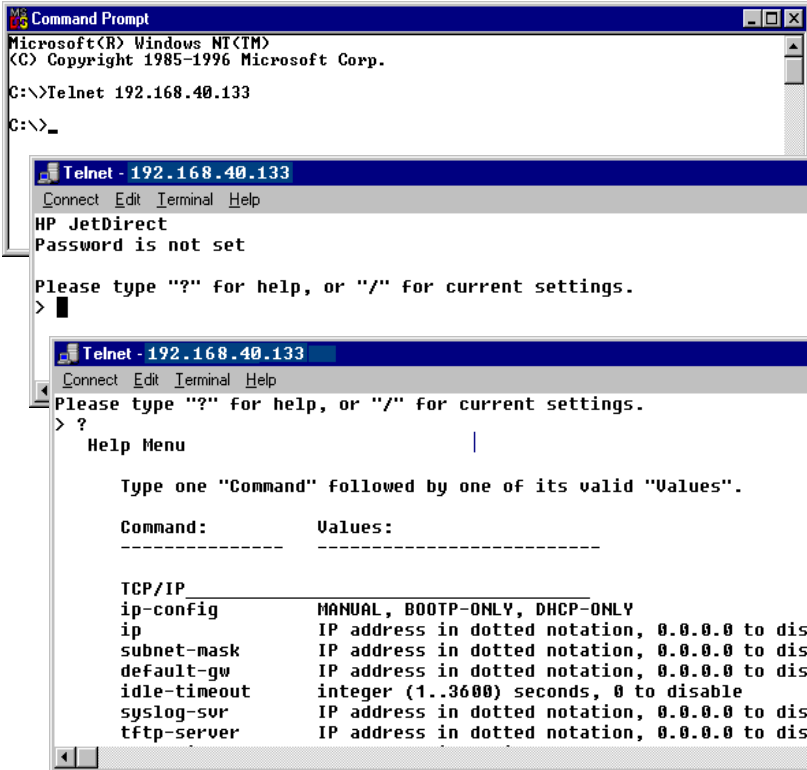 Command Prompt
Microsoft(R) Windows NT(TM)
(C) Copyright 1985-1996 Microsoft Corp.
C:\>Telnet 192.168.40.133
C:\>_
Telnet - 192.168.40.133
Connect Edit Terminal Help
HP JetDirect
Password is not set
Please type "?" for help, or "/" for current settings.
>
Telnet - 192.168.40.133
Connect Edit Terminal Help
Please type "?" for help, or "/" for current settings.
> ?
Help Menu
Type one "Command" followed by one of its valid "Values".
Command: Values:
--------------- --------------------------
TCP/IP_____________________________________
ip-config MANUAL, BOOTP-ONLY, DHCP-ONLY
ip IP address in dotted notation, 0.0.0.0 to dis
subnet-mask IP address in dotted notation, 0.0.0.0 to dis
default-gw IP address in dotted notation, 0.0.0.0 to dis
idle-timeout integer (1..3600) seconds, 0 to disable
syslog-svr IP address in dotted notation, 0.0.0.0 to dis
tftp-server IP address in dotted notation, 0.0.0.0 to dis